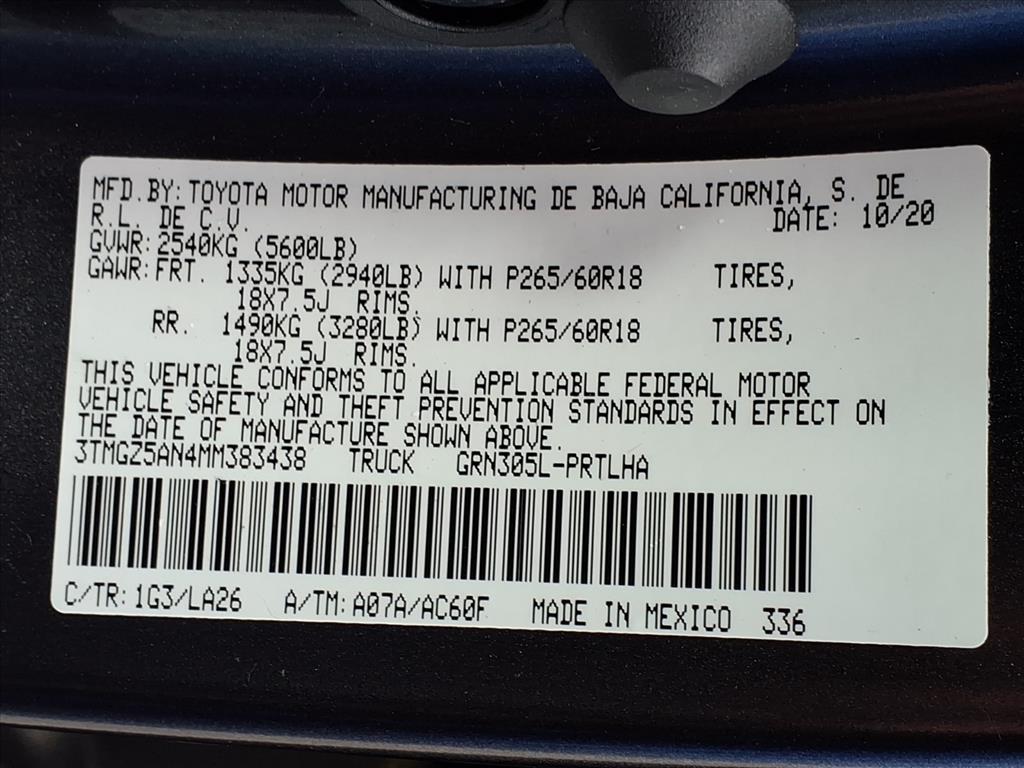 MFD.BY:TOYOTA MOTOR MANUFACTURING DE BAJA CALIFORNIA, S. DE
R.L. DE C.V. DATE: 10/20
GVWR:2540KG (5600LB)
GAWR:FRT. 1335KG (2940LB) WITH P265/60R18 TIRES,
18X7.5J RIMS.
RR. 1490KG (3280LB) WITH P265/60R18 TIRES,
18X7.5J RIMS.
THIS VEHICLE CONFORMS TO ALL APPLICABLE FEDERAL MOTOR
VEHICLE SAFETY AND THEFT PREVENTION STANDARDS IN EFFECT ON
THE DATE OF MANUFACTURE SHOWN ABOVE.
3TMGZ5AN4MM383438 TRUCK GRN305L-PRTLHA
C/TR:1G3/LA26 A/TM:A07A/AC60F MADE IN MEXICO 336